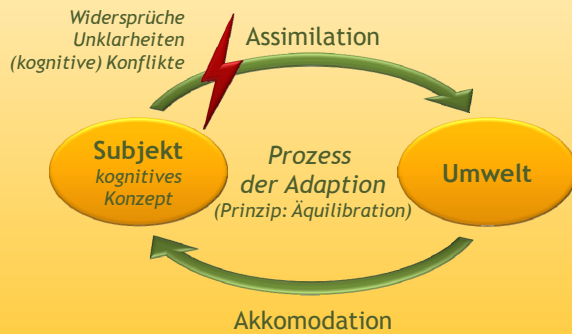 Widersprüche
Unklarheiten
(kognitive) Konflikte
Assimilation
Subjekt
kognitives
Konzept
Prozess
der Adaption
(Prinzip: Äquilibration)
Umwelt
Akkomodation